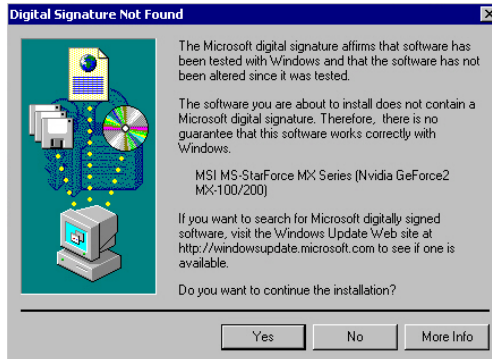 Digital Signature Not Found
The Microsoft digital signature affirms that software has
been tested with Windows and that the software has not
been altered since it was tested.
The software you are about to install does not contain a
Microsoft digital signature. Therefore, there is no
guarantee that this software works correctly with
Windows.
MSI MS-StarForce MX Series (Nvidia GeForce2
MX-100/200)
If you want to search for Microsoft digitally signed
software, visit the Windows Update Web site at
http://windowsupdate.microsoft.com to see if one is
available.
Do you want to continue the installation?
Yes
No
More Info